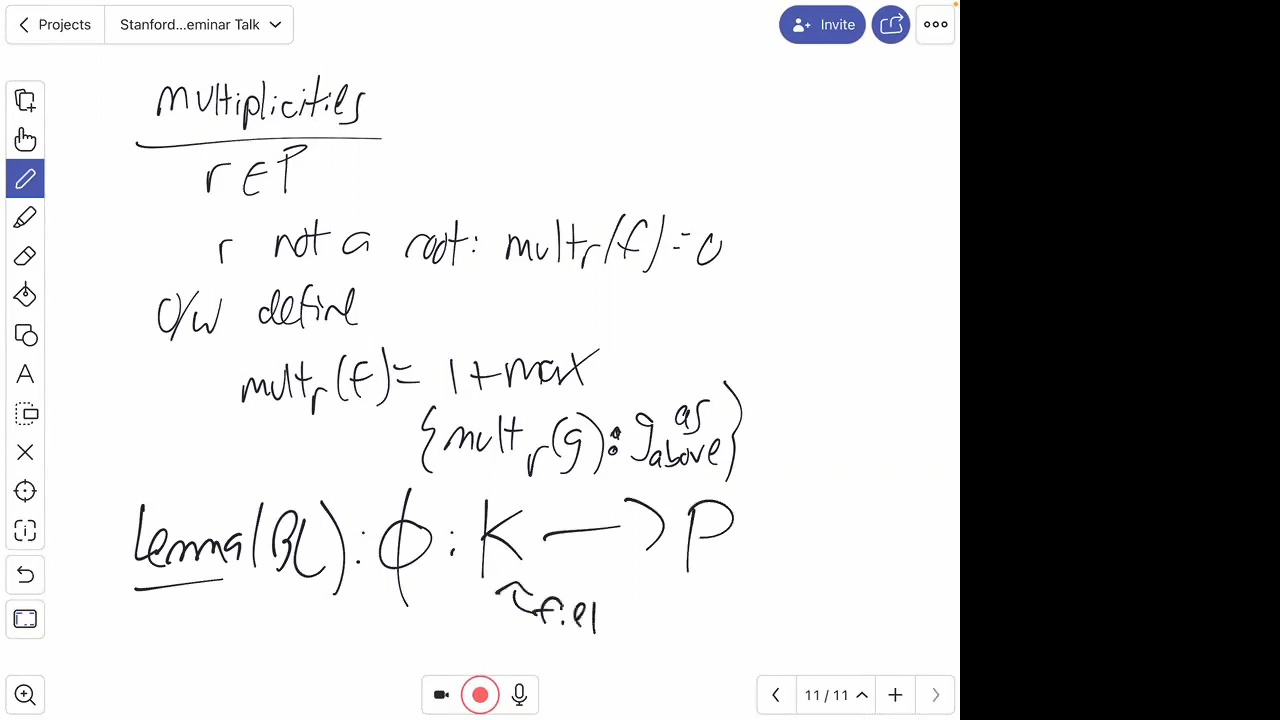 Projects
Stanford...eminar Talk
Invite
multiplicities
r ∈ P
r not a root: mult_r(f) = 0
o/w define
mult_r(f) = 1 + max
{mult_r(g) : g as above}
Lemma (BL): ϕ : K → P
fiel
11 / 11